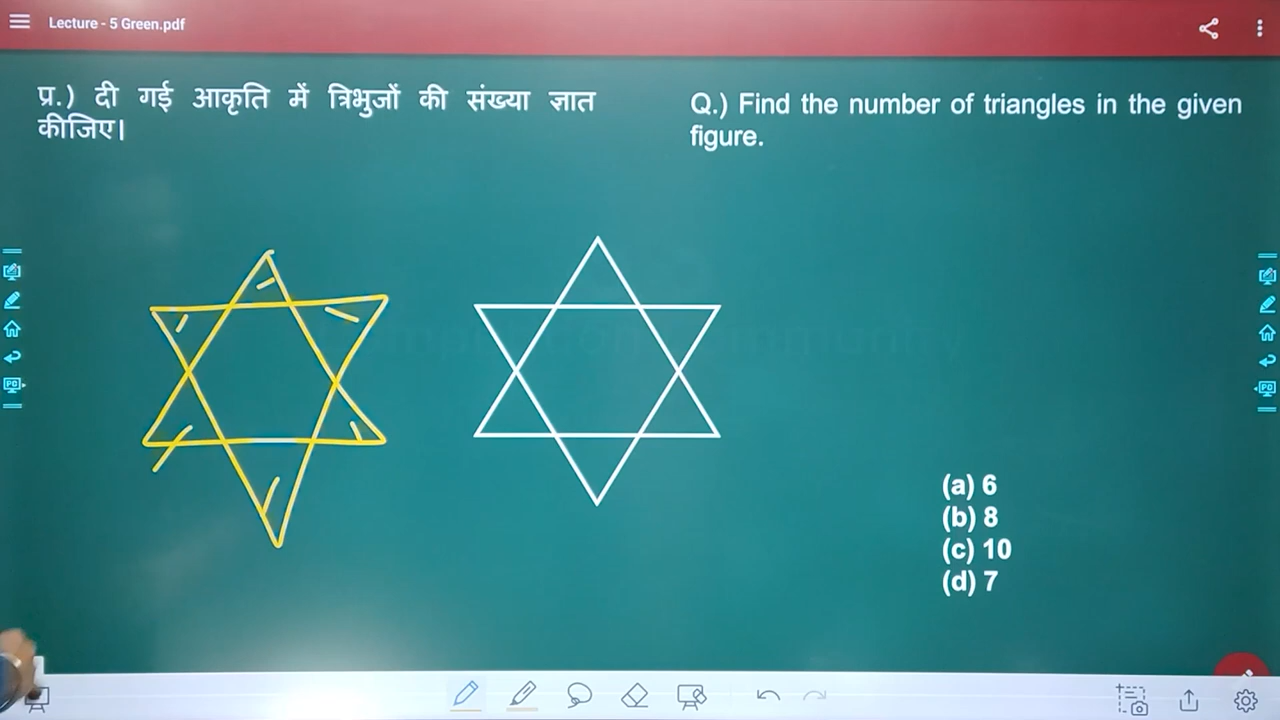 Lecture - 5 Green.pdf
प्र.) दी गई आकृति में त्रिभुजों की संख्या ज्ञात
कीजिए।
Q.) Find the number of triangles in the given
figure.
(a) 6
(b) 8
(c) 10
(d) 7